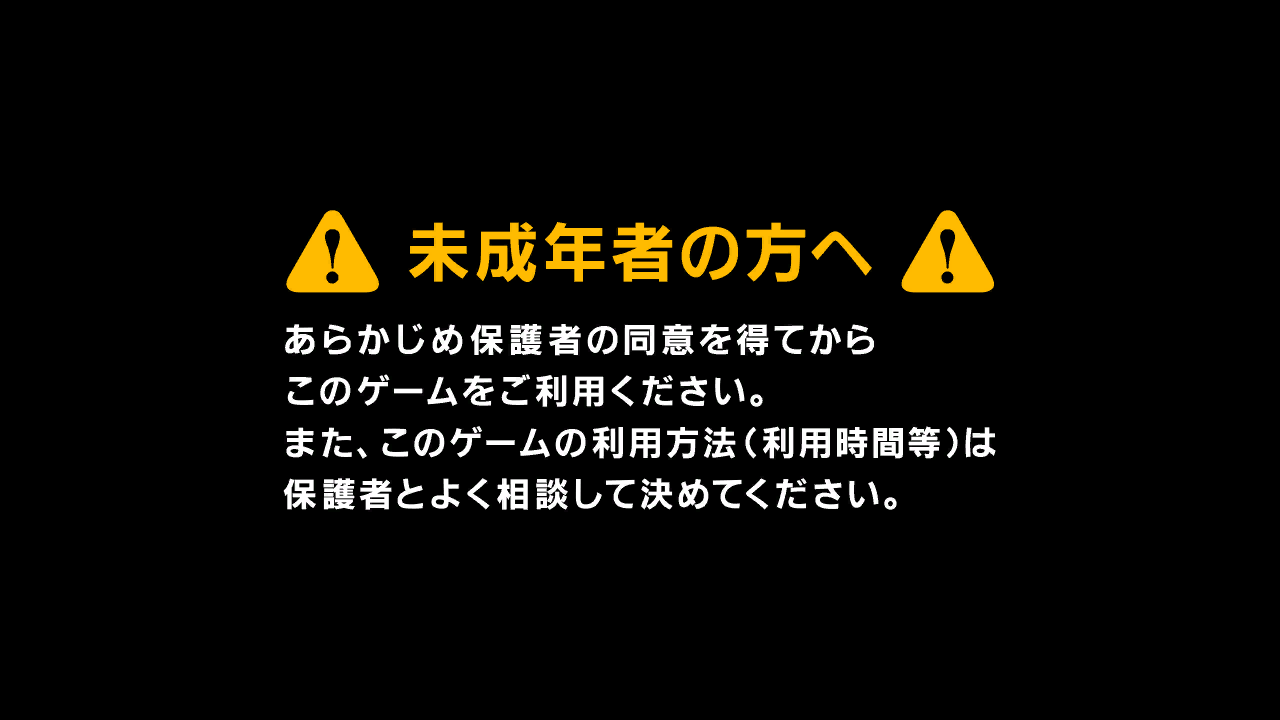 未成年者の方へ
あらかじめ保護者の同意を得てから
このゲームをご利用ください。
また、このゲームの利用方法（利用時間等）は
保護者とよく相談して決めてください。